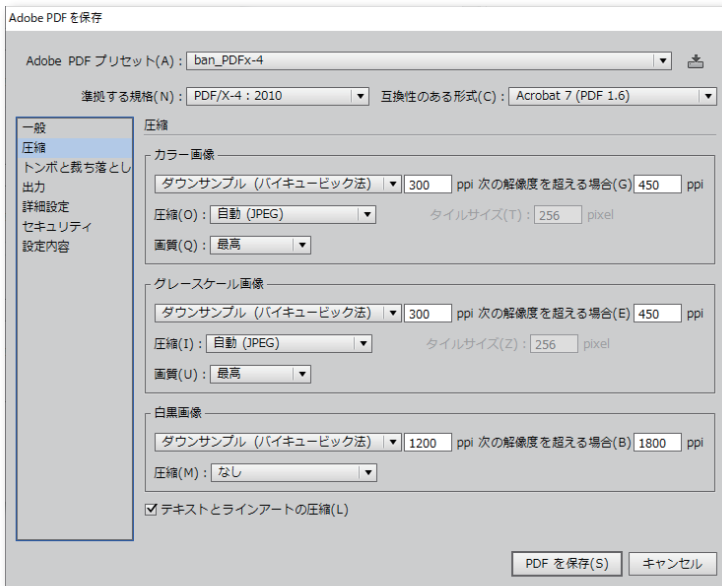 Adobe PDF を保存
Adobe PDF プリセット(A) : ban_PDFx-4
準拠する規格(N) : PDF/X-4 : 2010 互換性のある形式(C) : Acrobat 7 (PDF 1.6)
一般
圧縮
トンボと裁ち落とし
出力
詳細設定
セキュリティ
設定内容
圧縮
カラー画像
ダウンサンプル (バイキュービック法) 300 ppi 次の解像度を超える場合(G) 450 ppi
圧縮(O) : 自動 (JPEG) タイルサイズ(T) : 256 pixel
画質(Q) : 最高
グレースケール画像
ダウンサンプル (バイキュービック法) 300 ppi 次の解像度を超える場合(E) 450 ppi
圧縮(I) : 自動 (JPEG) タイルサイズ(Z) : 256 pixel
画質(U) : 最高
白黒画像
ダウンサンプル (バイキュービック法) 1200 ppi 次の解像度を超える場合(B) 1800 ppi
圧縮(M) : なし
テキストとラインアートの圧縮(L)
PDF を保存(S) キャンセル